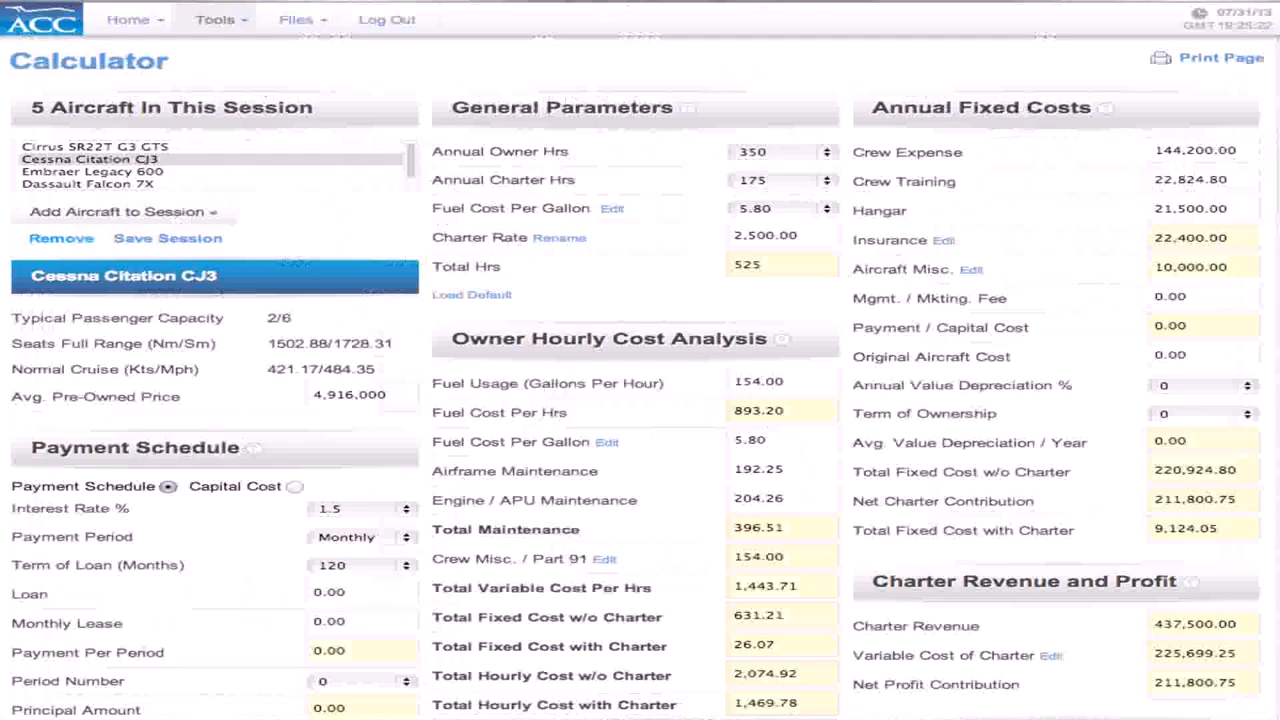 ACC
Home Tools Files Log Out
07/31/13
GMT 19:25:22
Calculator
Print Page
5 Aircraft In This Session
Cirrus SR22T G3 GTS
Cessna Citation CJ3
Embraer Legacy 600
Dassault Falcon 7X
Add Aircraft to Session
Remove Save Session
Cessna Citation CJ3
Typical Passenger Capacity 2/6
Seats Full Range (Nm/Sm) 1502.88/1728.31
Normal Cruise (Kts/Mph) 421.17/484.35
Avg. Pre-Owned Price 4,916,000
Payment Schedule
Payment Schedule Capital Cost
Interest Rate % 1.5
Payment Period Monthly
Term of Loan (Months) 120
Loan 0.00
Monthly Lease 0.00
Payment Per Period 0.00
Period Number 0
Principal Amount 0.00
General Parameters
Annual Owner Hrs 350
Annual Charter Hrs 175
Fuel Cost Per Gallon Edit 5.80
Charter Rate Rename 2,500.00
Total Hrs 525
Load Default
Owner Hourly Cost Analysis
Fuel Usage (Gallons Per Hour) 154.00
Fuel Cost Per Hrs 893.20
Fuel Cost Per Gallon Edit 5.80
Airframe Maintenance 192.25
Engine / APU Maintenance 204.26
Total Maintenance 396.51
Crew Misc. / Part 91 Edit 154.00
Total Variable Cost Per Hrs 1,443.71
Total Fixed Cost w/o Charter 631.21
Total Fixed Cost with Charter 26.07
Total Hourly Cost w/o Charter 2,074.92
Total Hourly Cost with Charter 1,469.78
Annual Fixed Costs
Crew Expense 144,200.00
Crew Training 22,824.80
Hangar 21,500.00
Insurance Edit 22,400.00
Aircraft Misc. Edit 10,000.00
Mgmt. / Mkting. Fee 0.00
Payment / Capital Cost 0.00
Original Aircraft Cost 0.00
Annual Value Depreciation % 0
Term of Ownership 0
Avg. Value Depreciation / Year 0.00
Total Fixed Cost w/o Charter 220,924.80
Net Charter Contribution 211,800.75
Total Fixed Cost with Charter 9,124.05
Charter Revenue and Profit
Charter Revenue 437,500.00
Variable Cost of Charter Edit 225,699.25
Net Profit Contribution 211,800.75